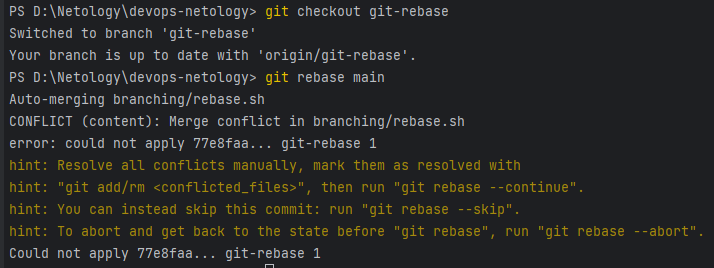 PS D:\Netology\devops-netology> git checkout git-rebase
Switched to branch 'git-rebase'
Your branch is up to date with 'origin/git-rebase'.
PS D:\Netology\devops-netology> git rebase main
Auto-merging branching/rebase.sh
CONFLICT (content): Merge conflict in branching/rebase.sh
error: could not apply 77e8faa... git-rebase 1
hint: Resolve all conflicts manually, mark them as resolved with
hint: "git add/rm <conflicted_files>", then run "git rebase --continue".
hint: You can instead skip this commit: run "git rebase --skip".
hint: To abort and get back to the state before "git rebase", run "git rebase --abort".
Could not apply 77e8faa... git-rebase 1